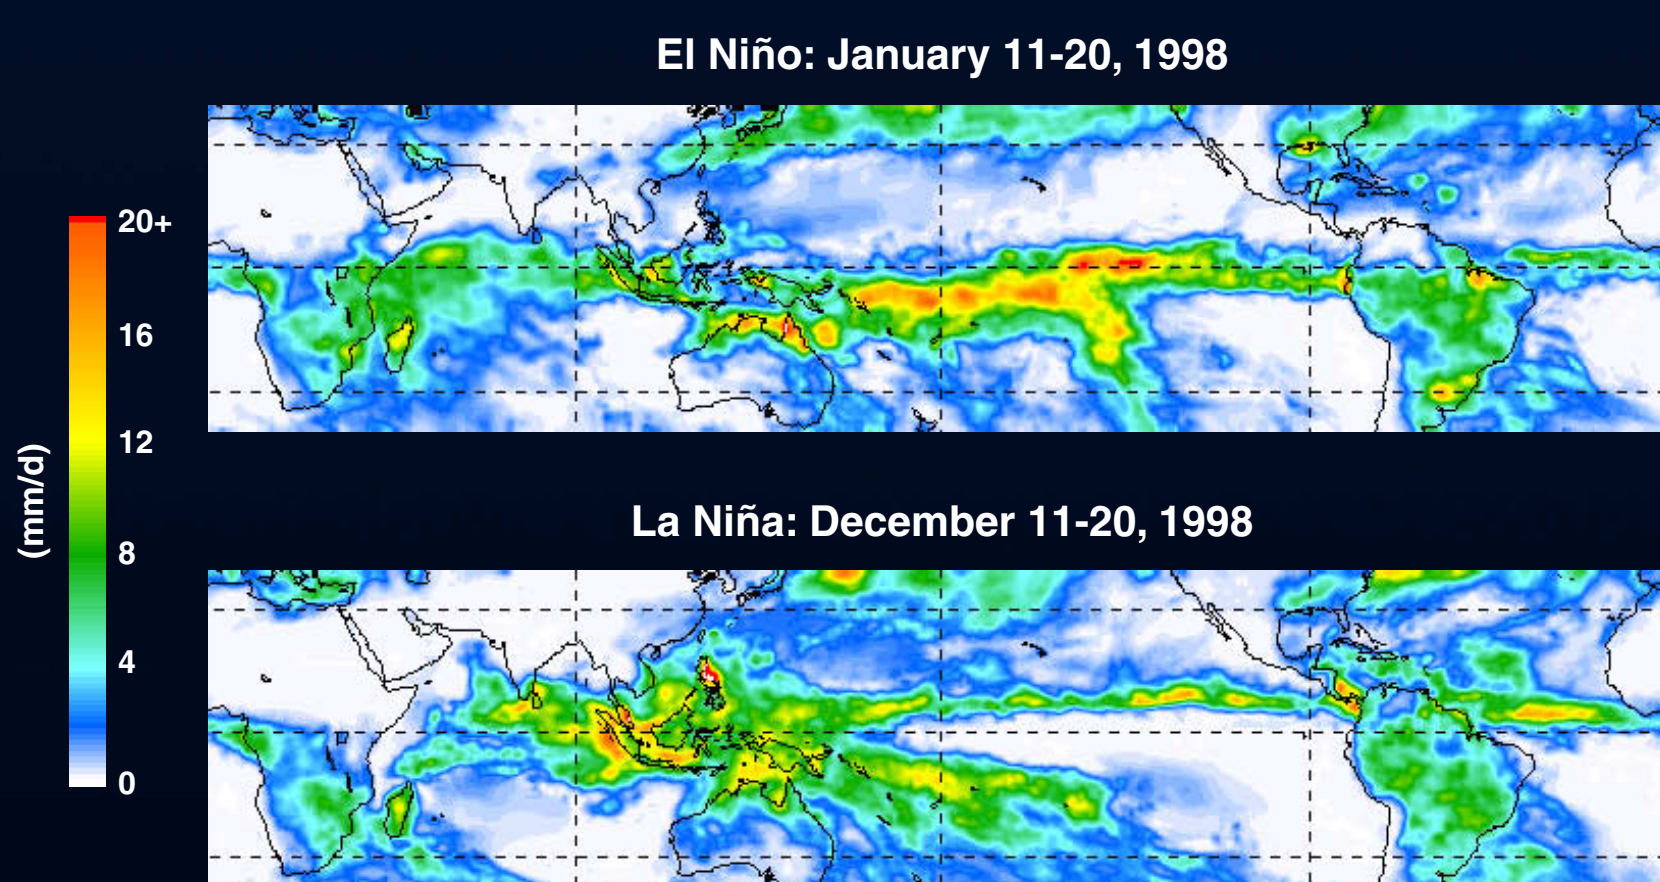 El Niño: January 11-20, 1998
20+
16
12
8
4
0
(mm/d)
La Niña: December 11-20, 1998